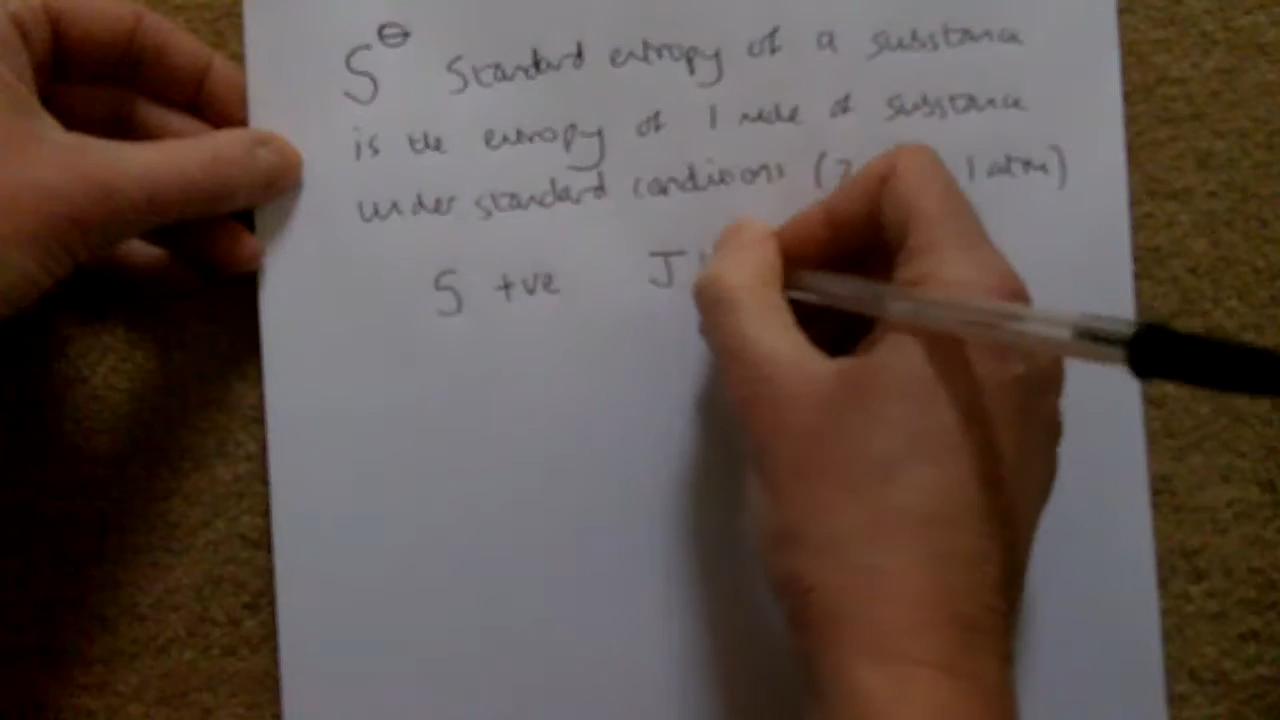 S⊖ Standard entropy of a substance
is the entropy of 1 mole of substance
under standard conditions ( 1 atm)
S +ve J